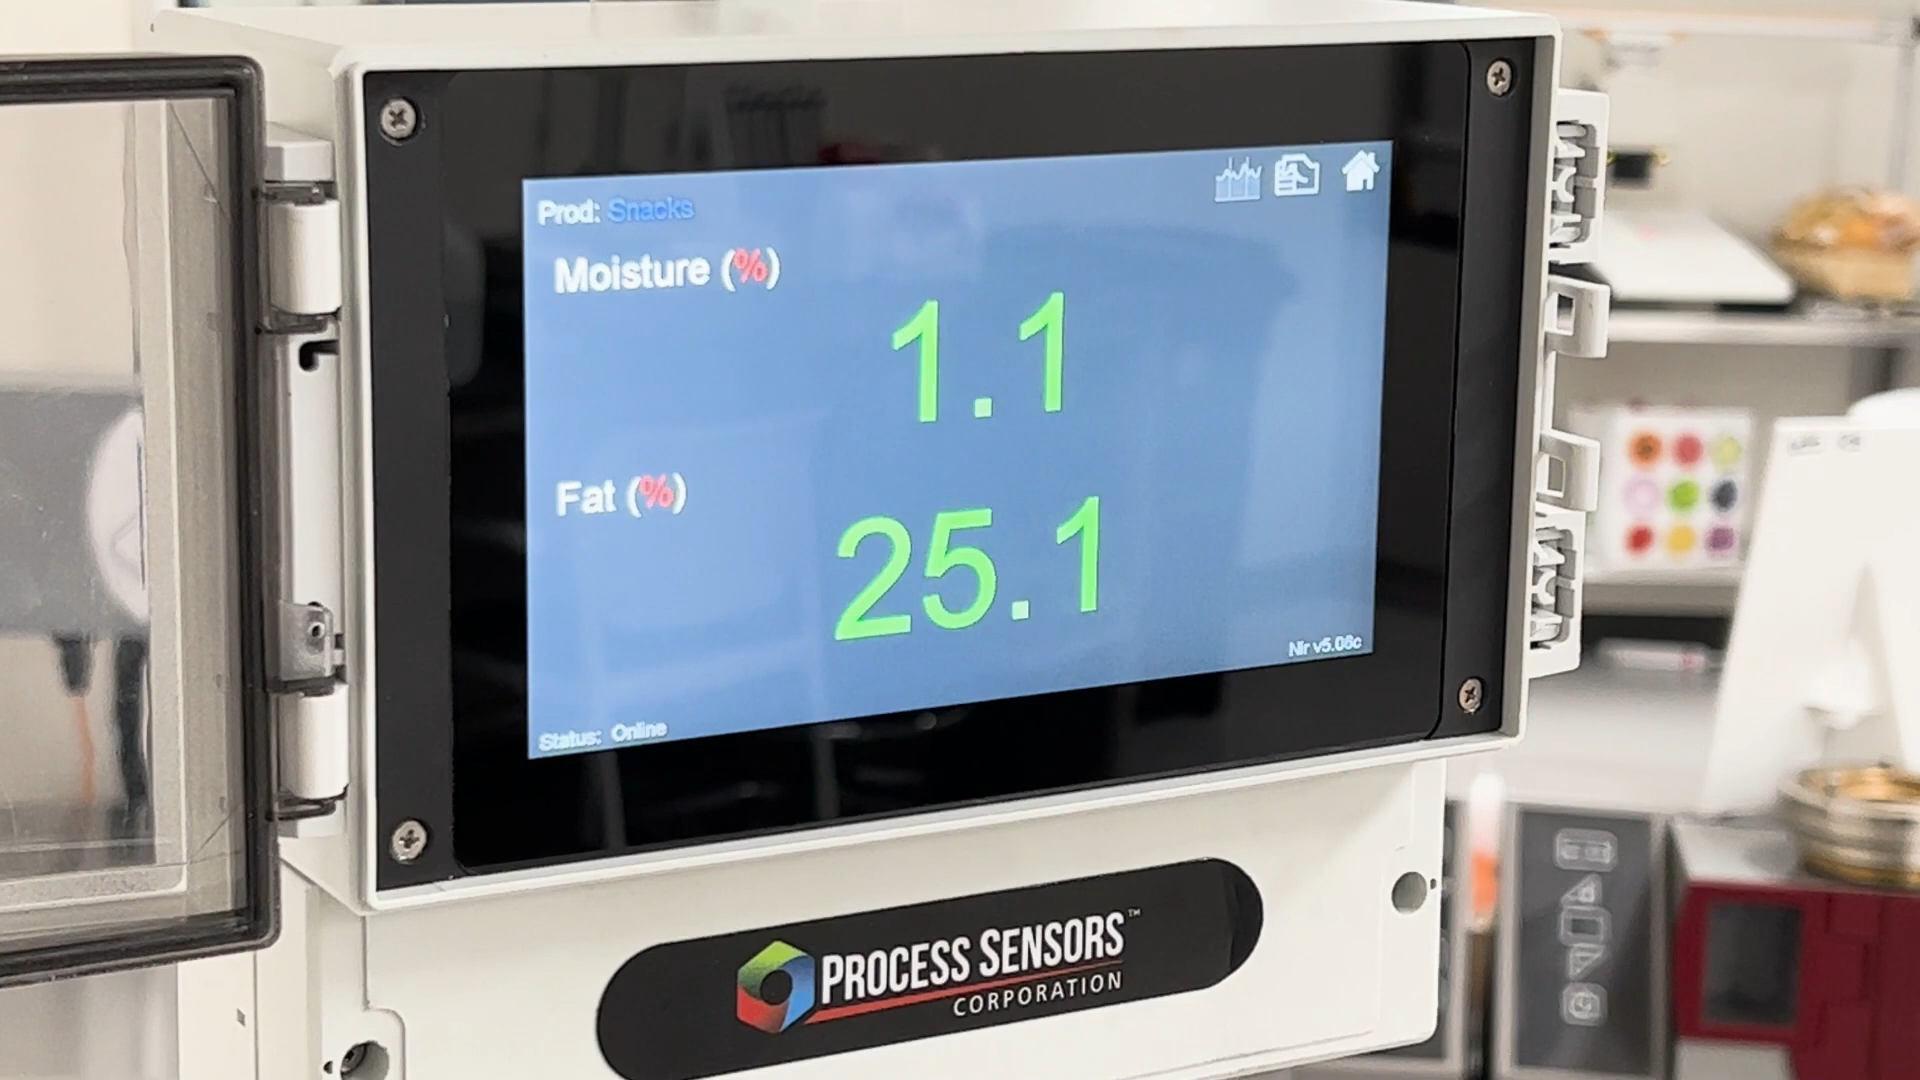 Prod: Snacks
Moisture (%)
1.1
Fat (%)
25.1
Nir v5.06c
Status: Online
PROCESS SENSORS™
CORPORATION